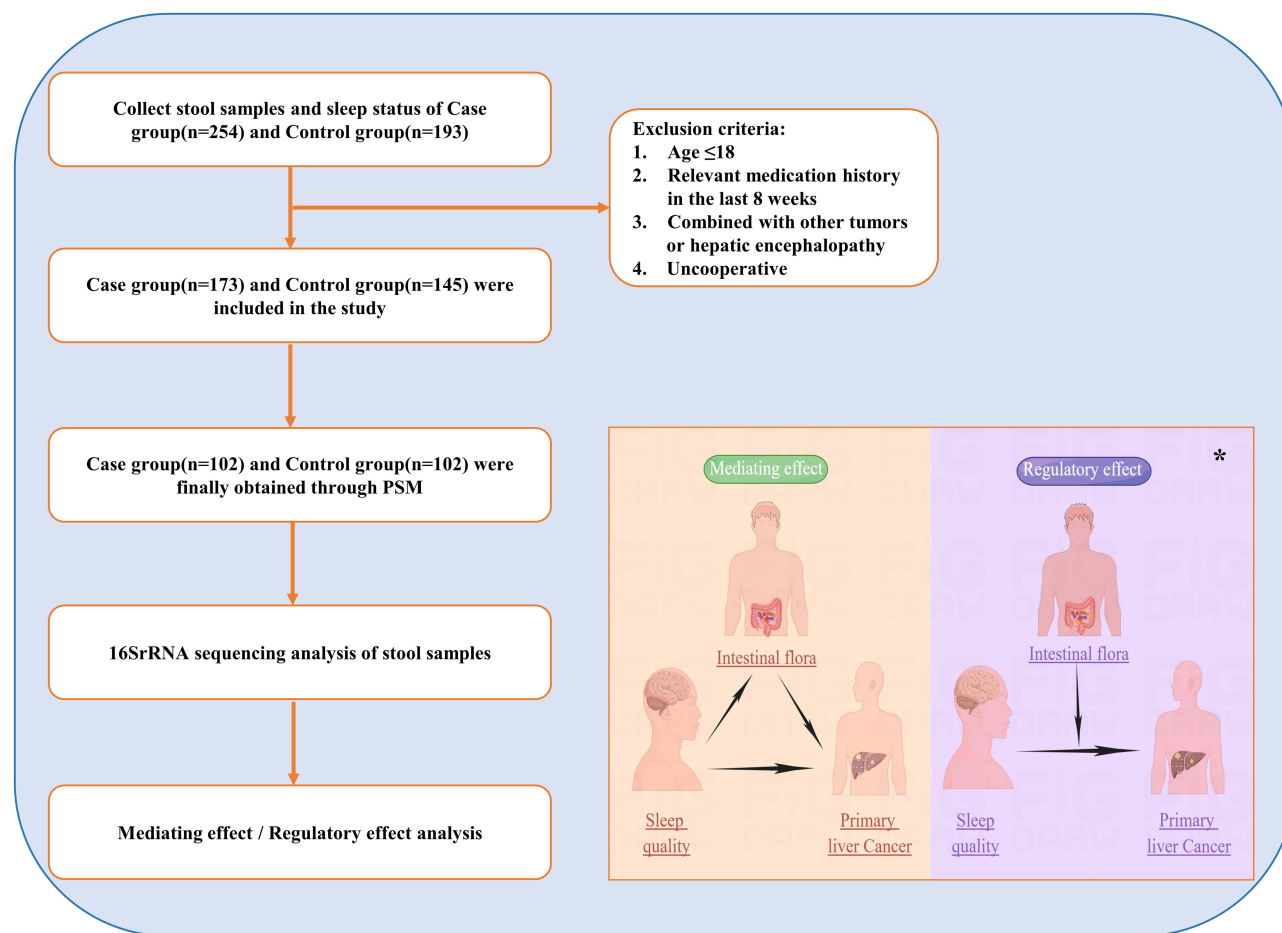 Collect stool samples and sleep status of Case
group(n=254) and Control group(n=193)
Exclusion criteria:
1. Age ≤18
2. Relevant medication history
in the last 8 weeks
3. Combined with other tumors
or hepatic encephalopathy
4. Uncooperative
Case group(n=173) and Control group(n=145) were
included in the study
Case group(n=102) and Control group(n=102) were
finally obtained through PSM
16SrRNA sequencing analysis of stool samples
Mediating effect / Regulatory effect analysis
Mediating effect
Intestinal flora
Sleep
quality
Primary
liver Cancer
Regulatory effect
*
Intestinal flora
Sleep
quality
Primary
liver Cancer
FiG
DRAW